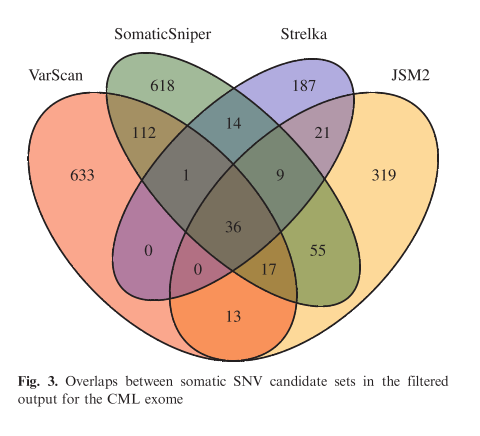 SomaticSniper
Strelka
VarScan
JSM2
618
187
14
112
21
633
1
9
319
36
0
55
0
17
13
Fig. 3. Overlaps between somatic SNV candidate sets in the filtered
output for the CML exome